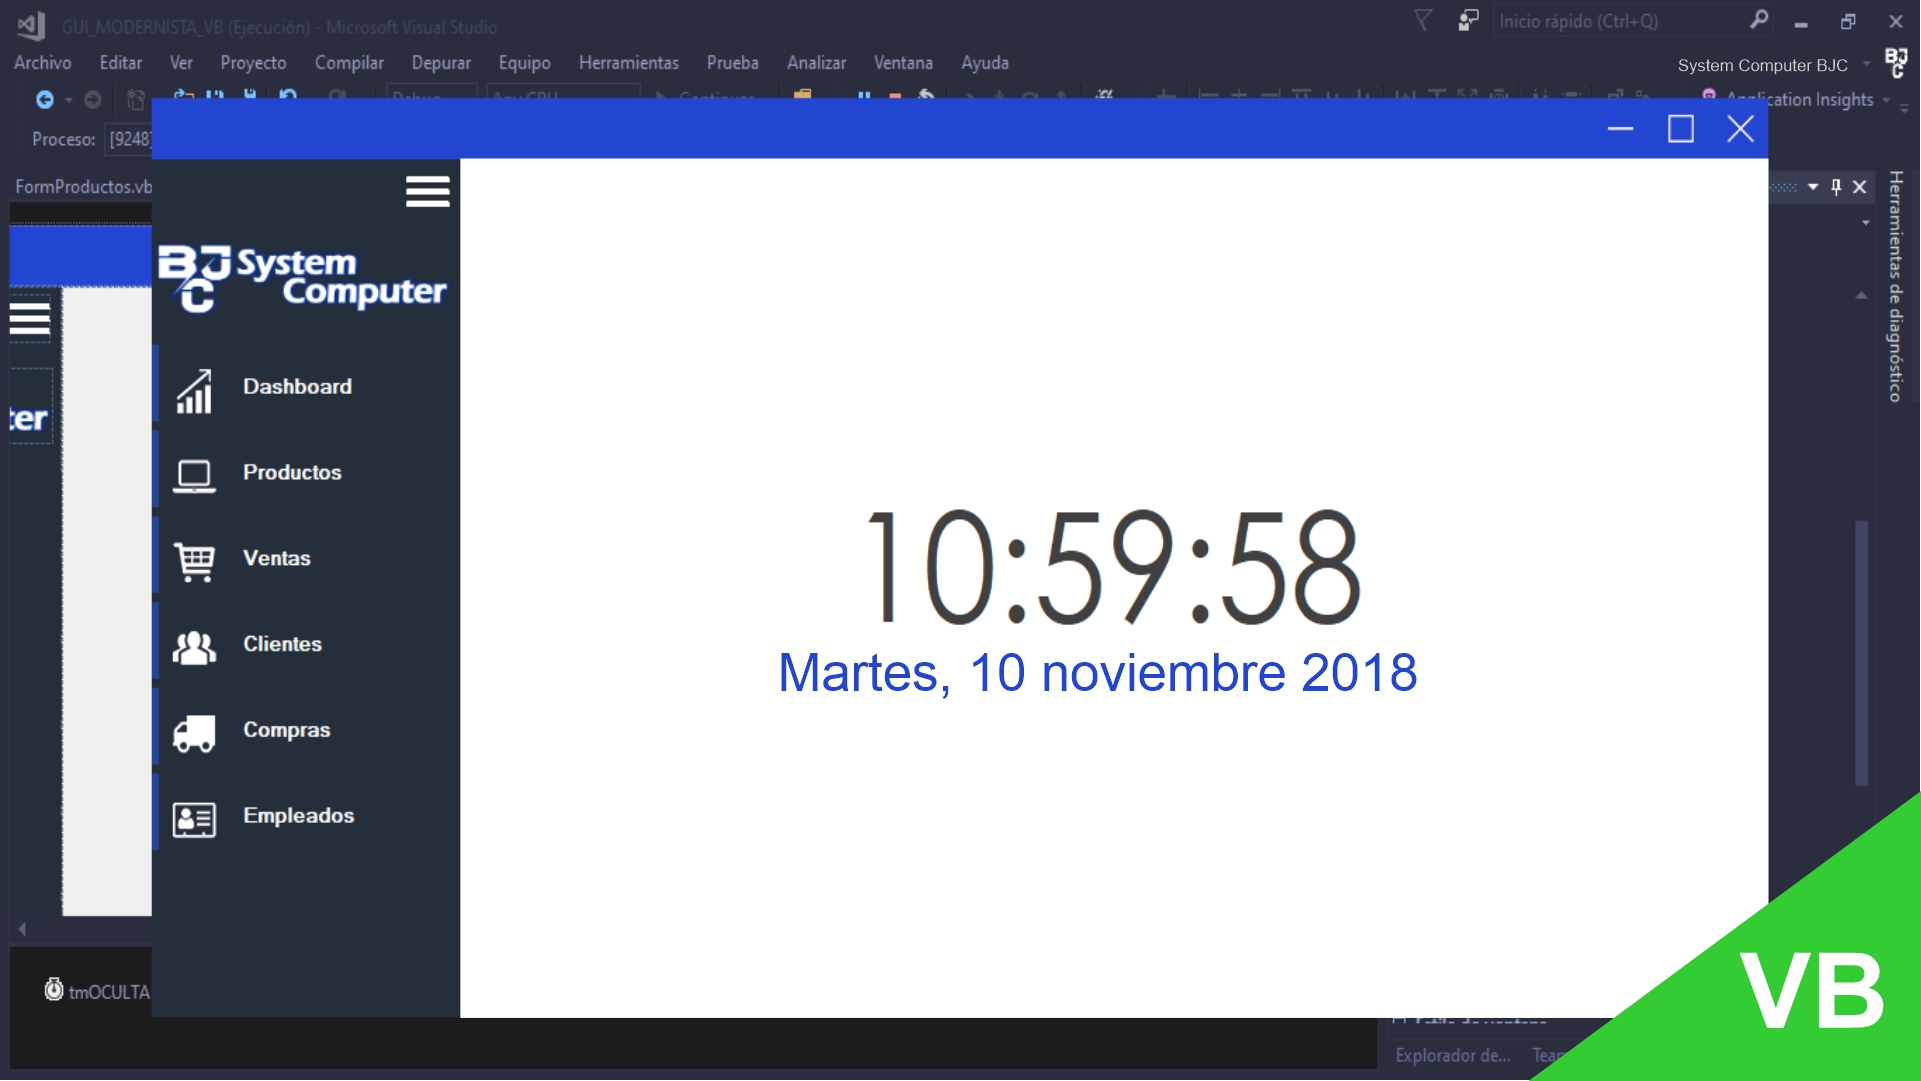 GUI_MODERNISTA_VB (Ejecución) - Microsoft Visual Studio
Inicio rápido (Ctrl+Q)
Archivo Editar Ver Proyecto Compilar Depurar Equipo Herramientas Prueba Analizar Ventana Ayuda
System Computer BJC
BJC
Application Insights
Proceso: [9248]
FormProductos.vb
Herramientas de diagnóstico
BJC System
Computer
ter
Dashboard
Productos
Ventas
Clientes
Compras
Empleados
10:59:58
Martes, 10 noviembre 2018
tmOCULTA
Explorador de...
VB